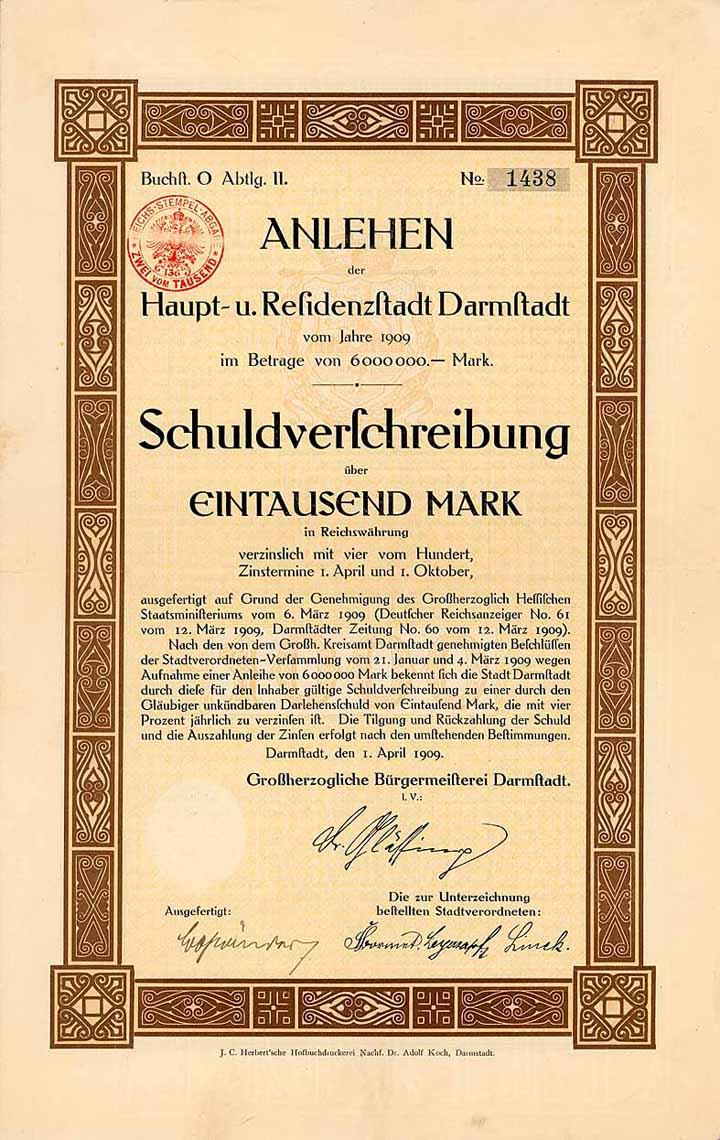 Buchſt. O Abtlg. II. No. 1438
REICHS-STEMPEL-ABGABE
136
ZWEI VOM TAUSEND
ANLEHEN
der
Haupt- u. Reſidenzſtadt Darmſtadt
vom Jahre 1909
im Betrage von 6000000.— Mark.
Schuldverſchreibung
über
EINTAUSEND MARK
in Reichswährung
verzinslich mit vier vom Hundert,
Zinstermine 1. April und 1. Oktober,
ausgefertigt auf Grund der Genehmigung des Großherzoglich Heſſiſchen
Staatsminiſteriums vom 6. März 1909 (Deutſcher Reichsanzeiger No. 61
vom 12. März 1909, Darmſtädter Zeitung No. 60 vom 12. März 1909).
Nach den von dem Großh. Kreisamt Darmſtadt genehmigten Beſchlüſſen
der Stadtverordneten-Verſammlung vom 21. Januar und 4. März 1909 wegen
Aufnahme einer Anleihe von 6000000 Mark bekennt ſich die Stadt Darmſtadt
durch dieſe für den Inhaber gültige Schuldverſchreibung zu einer durch den
Gläubiger unkündbaren Darlehensſchuld von Eintauſend Mark, die mit vier
Prozent jährlich zu verzinſen iſt. Die Tilgung und Rückzahlung der Schuld
und die Auszahlung der Zinſen erfolgt nach den umſtehenden Beſtimmungen.
Darmſtadt, den 1. April 1909.
Großherzogliche Bürgermeiſterei Darmſtadt.
I. V.:
Dr. Gläſſing
Ausgefertigt:
Die zur Unterzeichnung
beſtellten Stadtverordneten:
Linck.
J. C. Herbert'sche Hofbuchdruckerei Nachf. Dr. Adolf Koch, Darmstadt.